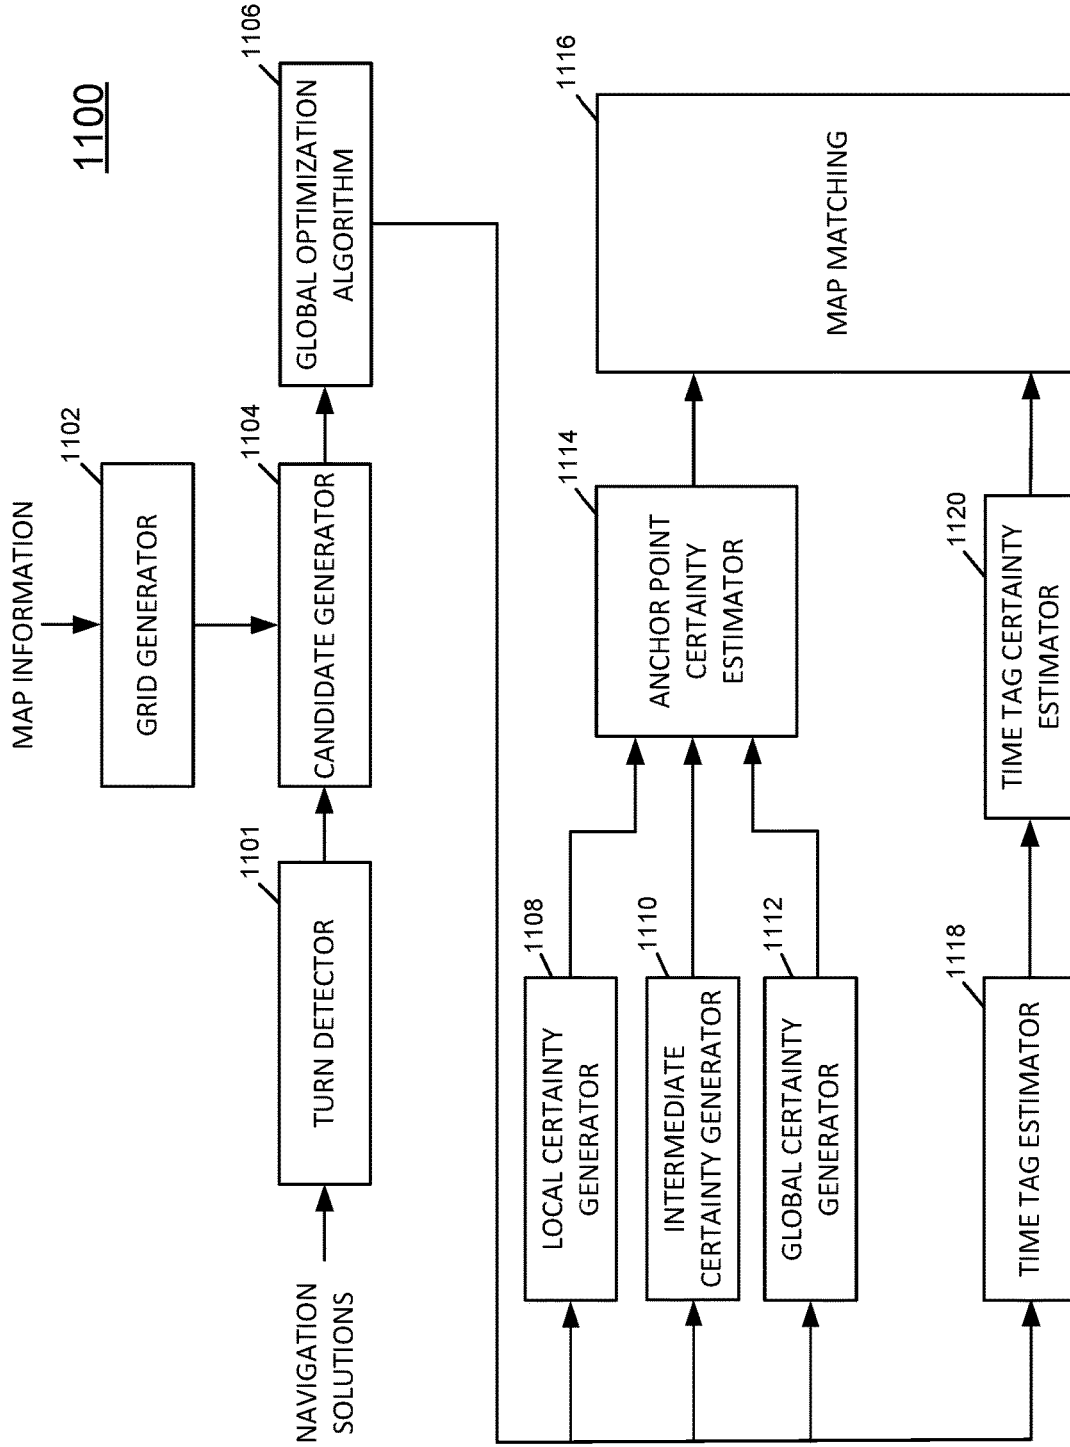 1100
MAP INFORMATION
1102
GRID GENERATOR
NAVIGATION
SOLUTIONS
1101
TURN DETECTOR
1104
CANDIDATE GENERATOR
1106
GLOBAL OPTIMIZATION
ALGORITHM
1108
LOCAL CERTAINTY
GENERATOR
1110
INTERMEDIATE
CERTAINTY GENERATOR
1112
GLOBAL CERTAINTY
GENERATOR
1114
ANCHOR POINT
CERTAINTY
ESTIMATOR
1116
MAP MATCHING
1118
TIME TAG ESTIMATOR
1120
TIME TAG CERTAINTY
ESTIMATOR